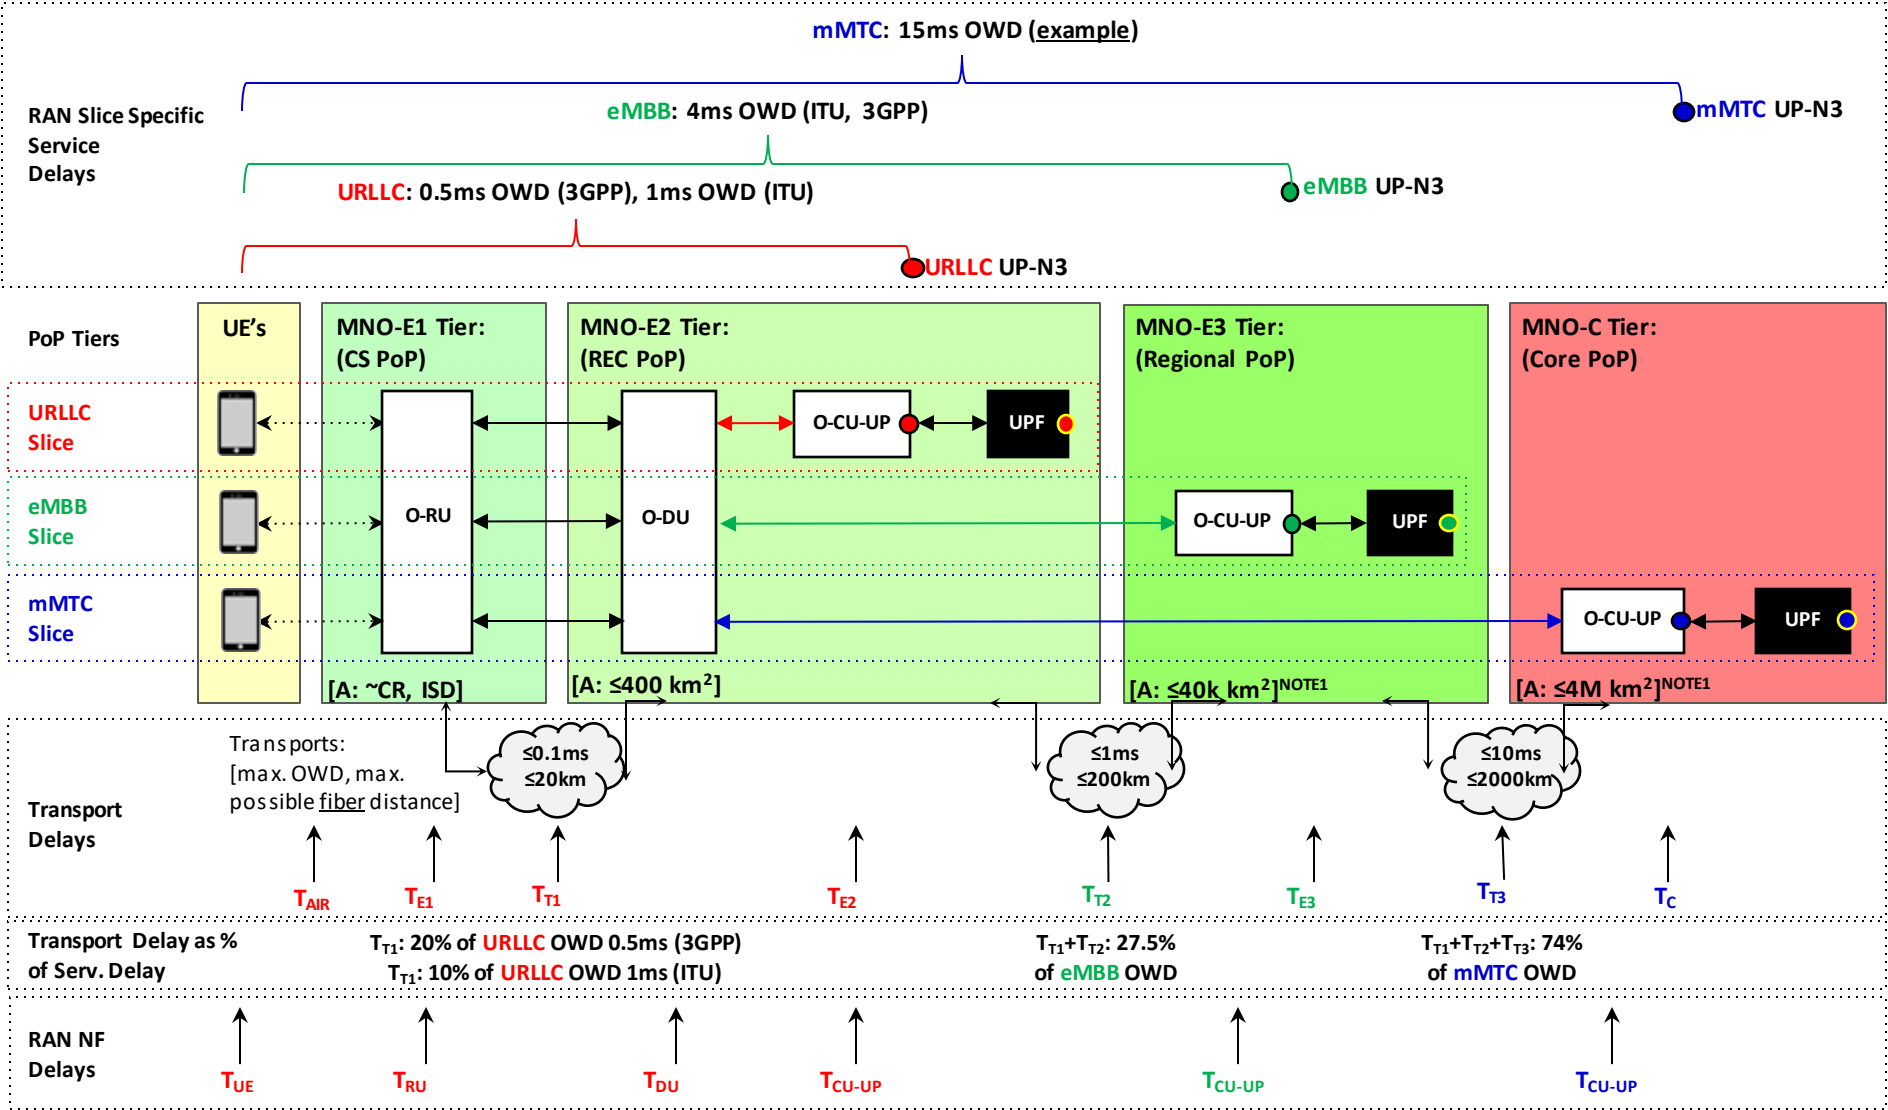 mMTC: 15ms OWD (example)
RAN Slice Specific
Service
Delays
eMBB: 4ms OWD (ITU, 3GPP)
mMTC UP-N3
URLLC: 0.5ms OWD (3GPP), 1ms OWD (ITU)
eMBB UP-N3
URLLC UP-N3
PoP Tiers
UE's
MNO-E1 Tier:
(CS PoP)
MNO-E2 Tier:
(REC PoP)
MNO-E3 Tier:
(Regional PoP)
MNO-C Tier:
(Core PoP)
URLLC
Slice
O-CU-UP
UPF
eMBB
Slice
O-RU
O-DU
O-CU-UP
UPF
mMTC
Slice
O-CU-UP
UPF
[A: ~CR, ISD]
[A: ≤400 km²]
[A: ≤40k km²]NOTE1
[A: ≤4M km²]NOTE1
Transports:
[max. OWD, max.
possible fiber distance]
≤0.1ms
≤20km
≤1ms
≤200km
≤10ms
≤2000km
Transport
Delays
TAIR
TE1
TT1
TE2
TT2
TE3
TT3
TC
Transport Delay as %
of Serv. Delay
TT1: 20% of URLLC OWD 0.5ms (3GPP)
TT1: 10% of URLLC OWD 1ms (ITU)
TT1+TT2: 27.5%
of eMBB OWD
TT1+TT2+TT3: 74%
of mMTC OWD
RAN NF
Delays
TUE
TRU
TDU
TCU-UP
TCU-UP
TCU-UP